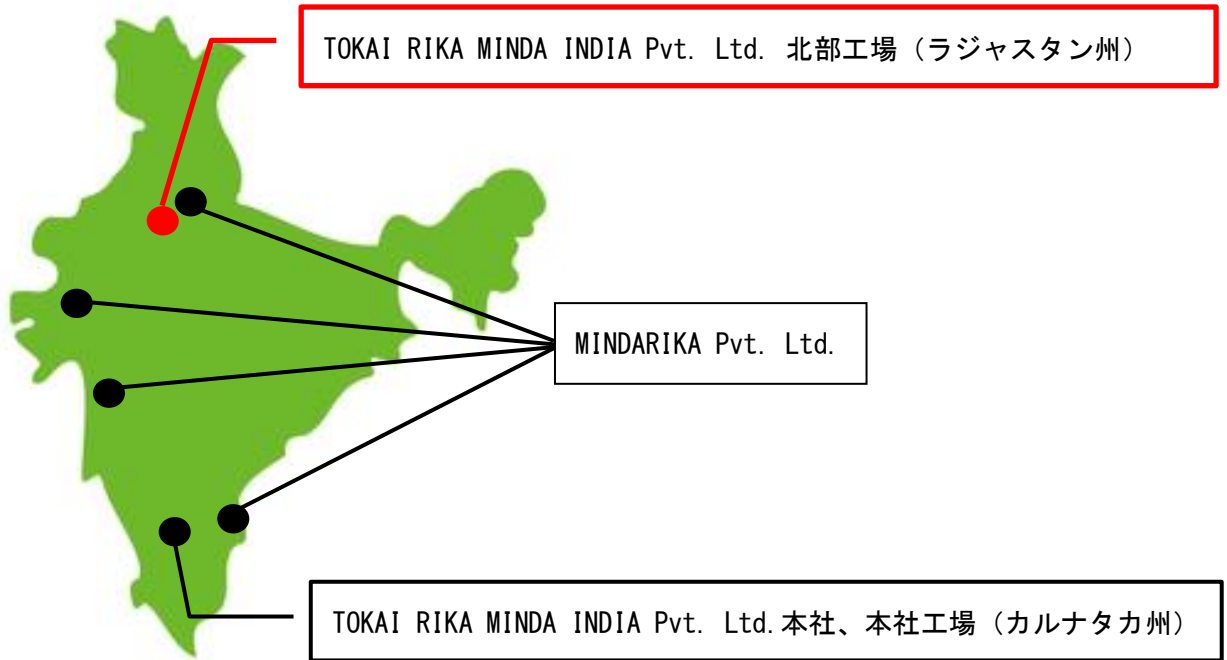 TOKAI RIKA MINDA INDIA Pvt. Ltd. 北部工場（ラジャスタン州）
MINDARIKA Pvt. Ltd.
TOKAI RIKA MINDA INDIA Pvt. Ltd.本社、本社工場（カルナタカ州）